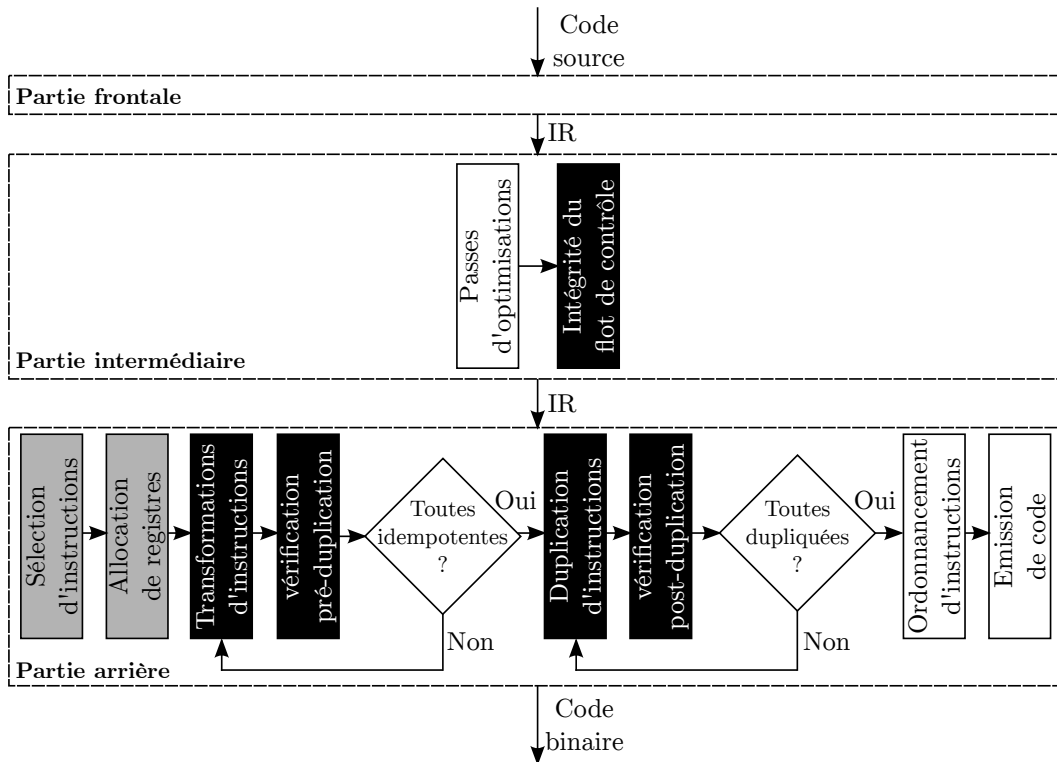 Code
source
Partie frontale
IR
Passes
d'optimisations
Intégrité du
flot de contrôle
Partie intermédiaire
IR
Sélection
d'instructions
Allocation
de registres
Transformations
d'instructions
vérification
pré-duplication
Toutes
idempotentes
?
Oui
Non
Duplication
d'instructions
vérification
post-duplication
Toutes
dupliquées
?
Oui
Non
Ordonnancement
d'instructions
Emission
de code
Partie arrière
Code
binaire